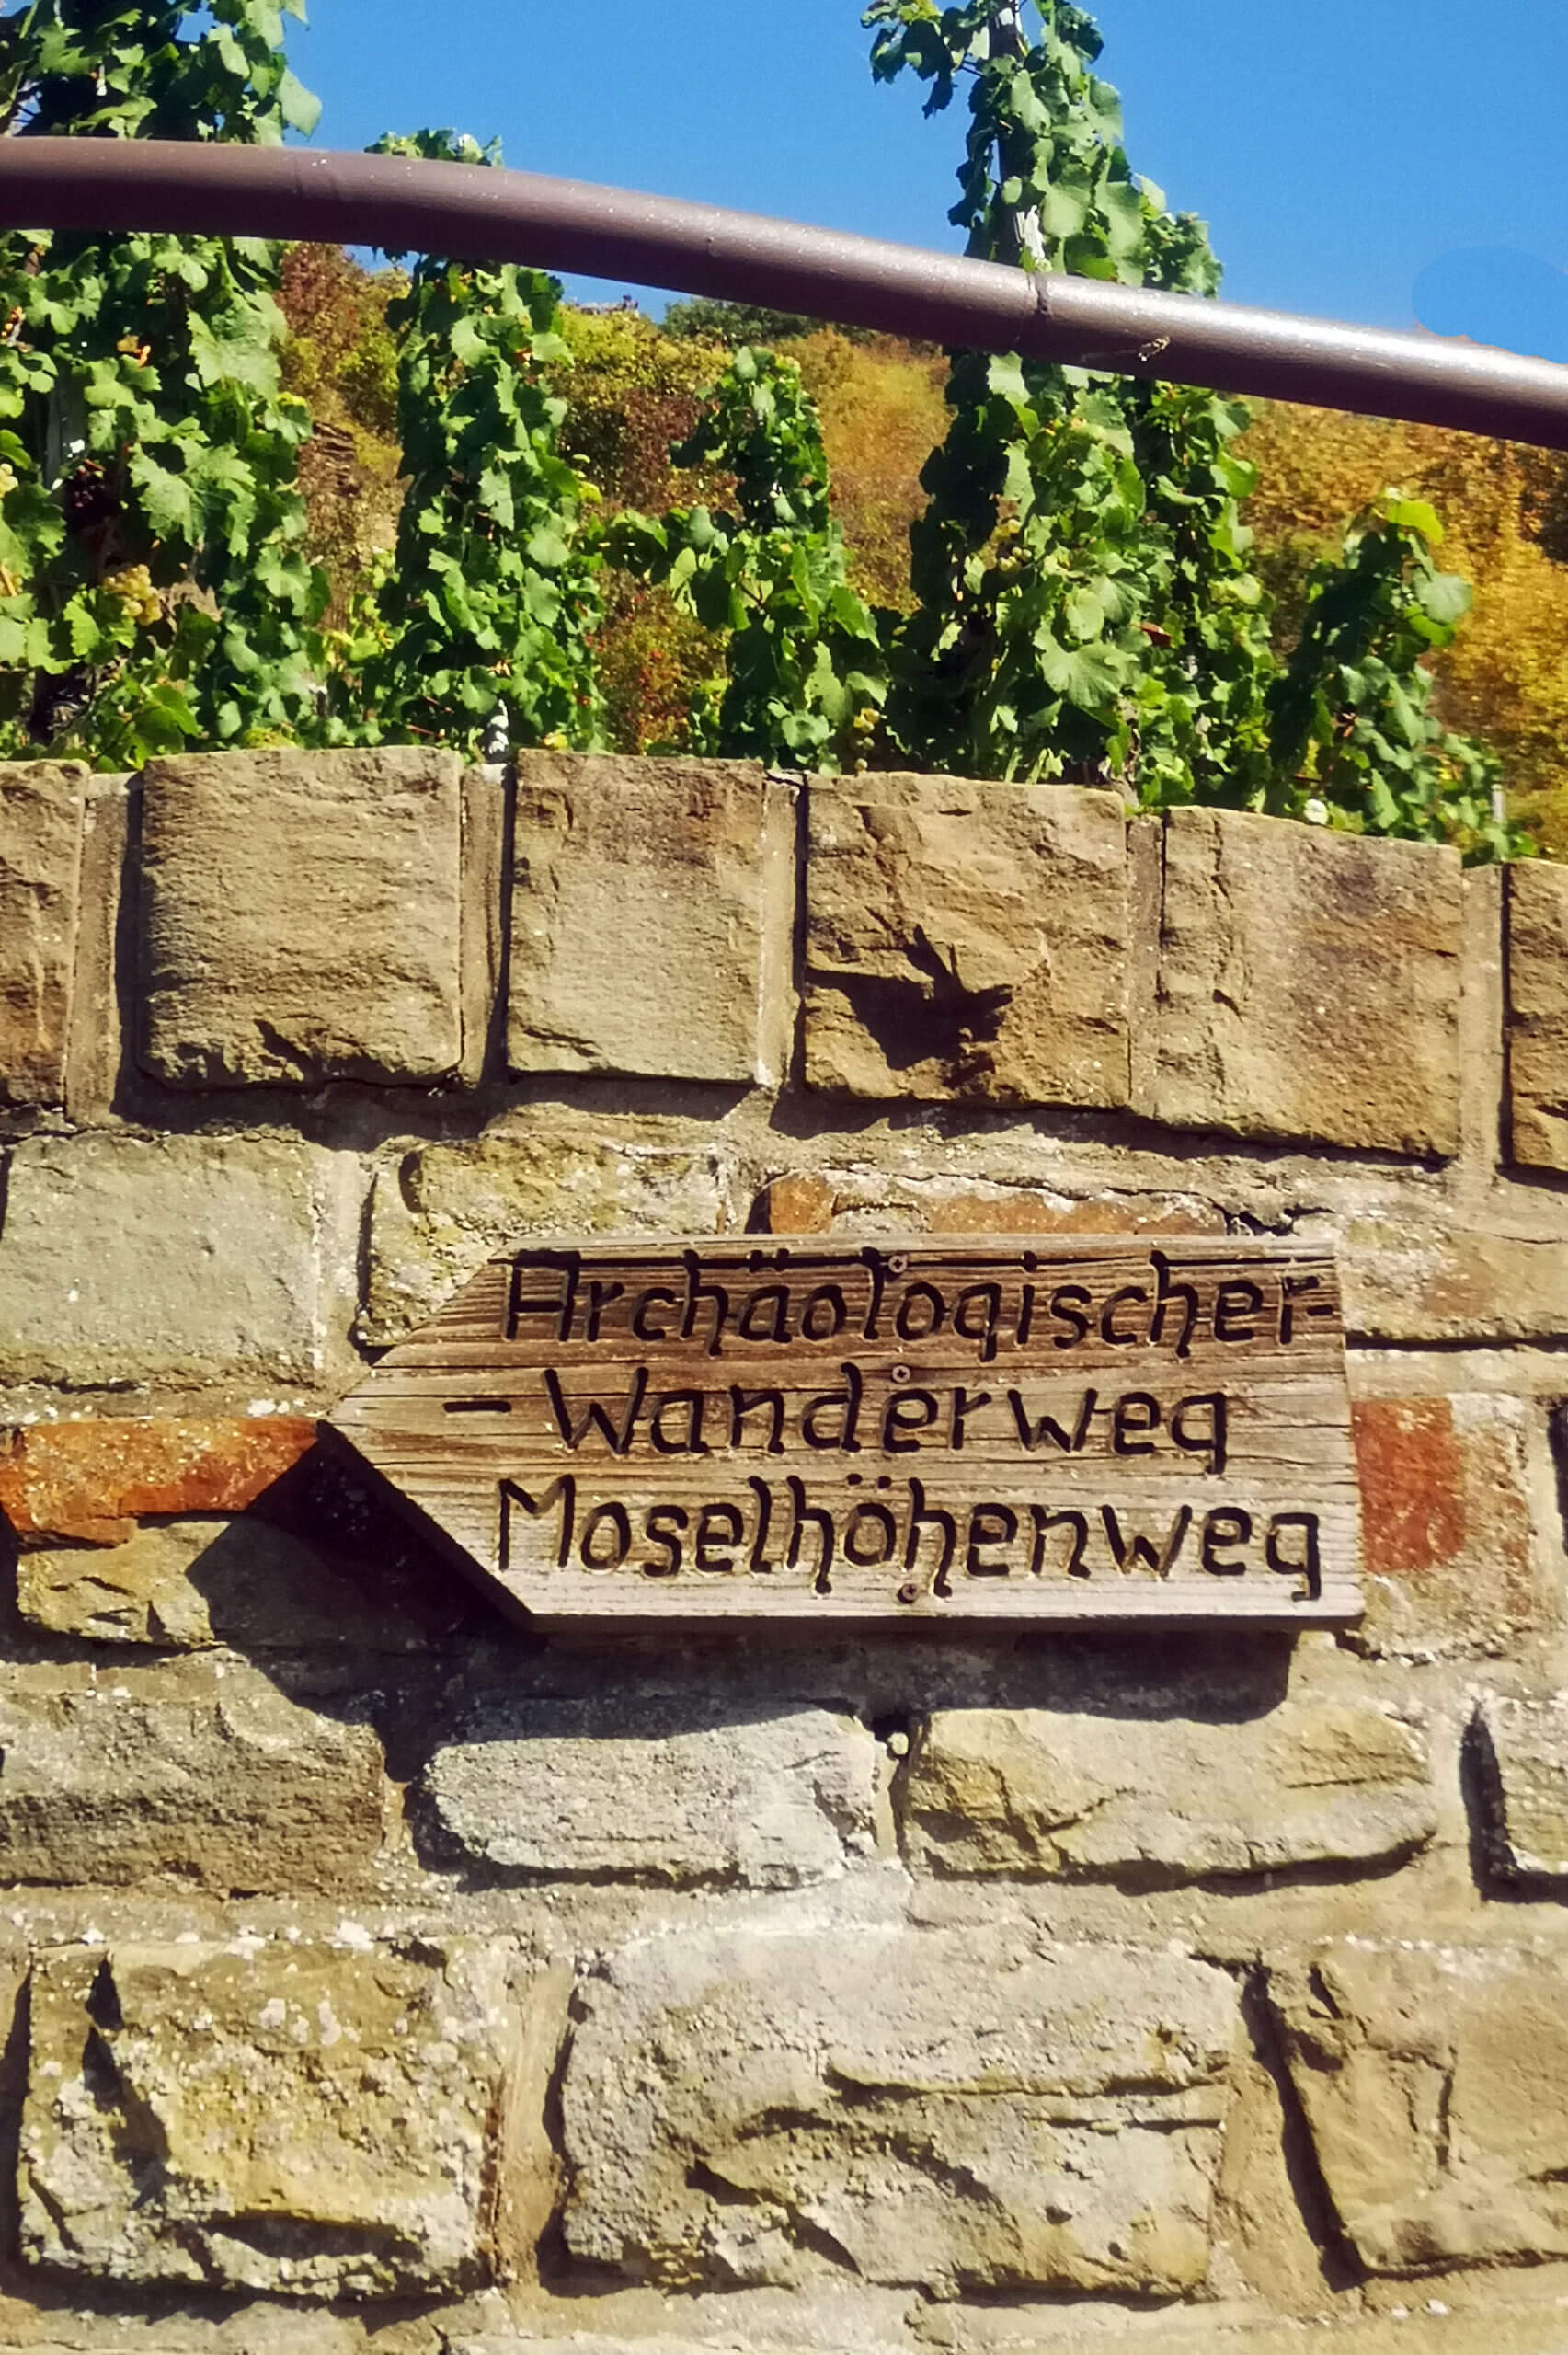 Archäologischer-
- Wanderweg
Moselhöhenweg